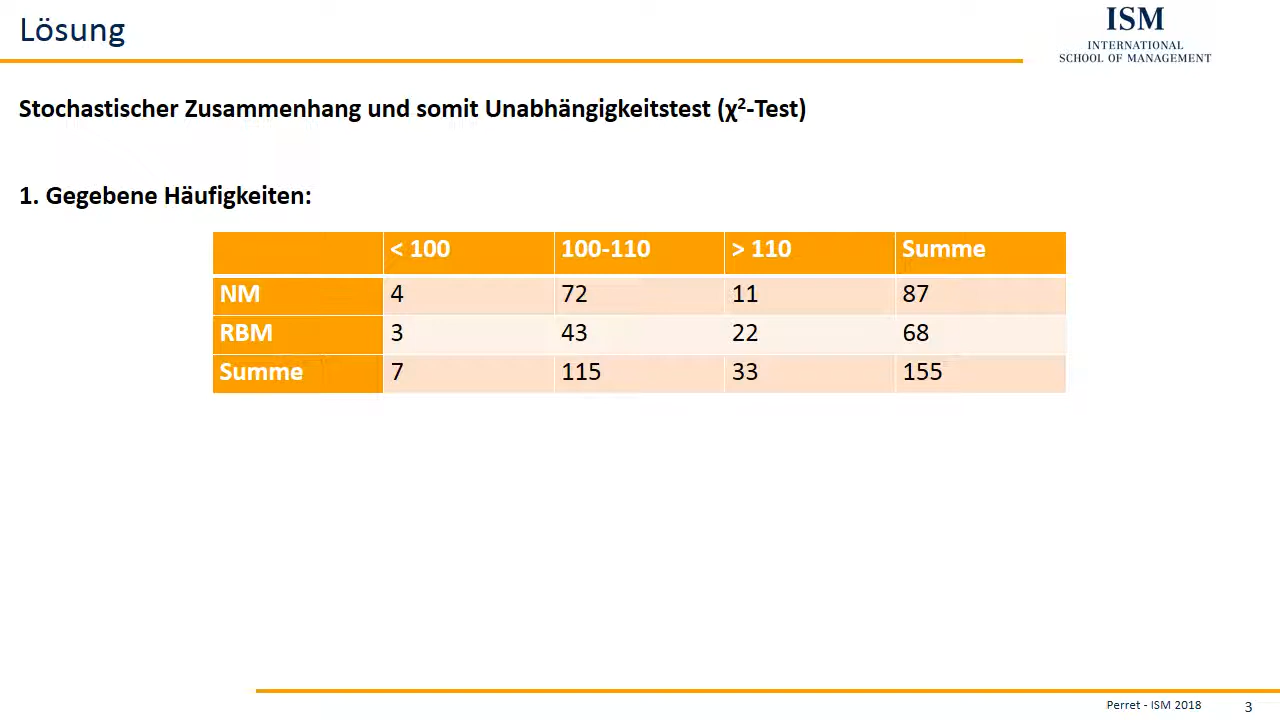 Lösung
ISM
INTERNATIONAL
SCHOOL OF MANAGEMENT
Stochastischer Zusammenhang und somit Unabhängigkeitstest (χ²-Test)
1. Gegebene Häufigkeiten:
< 100 100-110 > 110 Summe
NM 4 72 11 87
RBM 3 43 22 68
Summe 7 115 33 155
Perret - ISM 2018 3